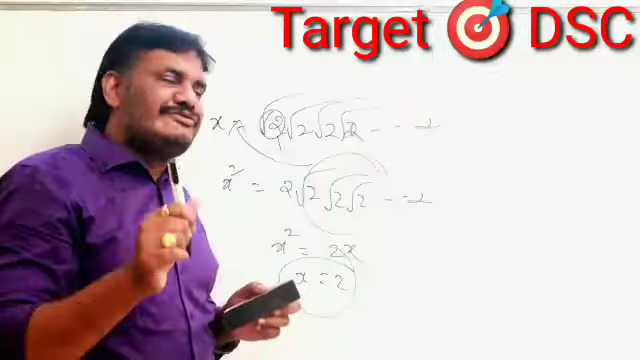 Target 🎯 DSC
x = √2√2√2√2 - - -
x² = 2√2√2√2 - - -
x² = 2x
x = 2